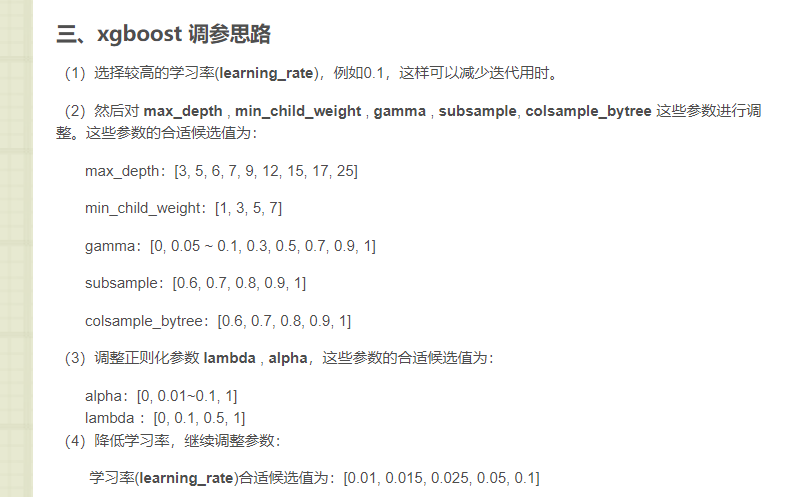 三、xgboost 调参思路
（1）选择较高的学习率(learning_rate)，例如0.1，这样可以减少迭代用时。
（2）然后对 max_depth , min_child_weight , gamma , subsample, colsample_bytree 这些参数进行调
整。这些参数的合适候选值为：
max_depth：[3, 5, 6, 7, 9, 12, 15, 17, 25]
min_child_weight：[1, 3, 5, 7]
gamma：[0, 0.05 ~ 0.1, 0.3, 0.5, 0.7, 0.9, 1]
subsample：[0.6, 0.7, 0.8, 0.9, 1]
colsample_bytree：[0.6, 0.7, 0.8, 0.9, 1]
（3）调整正则化参数 lambda , alpha，这些参数的合适候选值为：
alpha：[0, 0.01~0.1, 1]
lambda ：[0, 0.1, 0.5, 1]
（4）降低学习率，继续调整参数：
学习率(learning_rate)合适候选值为：[0.01, 0.015, 0.025, 0.05, 0.1]